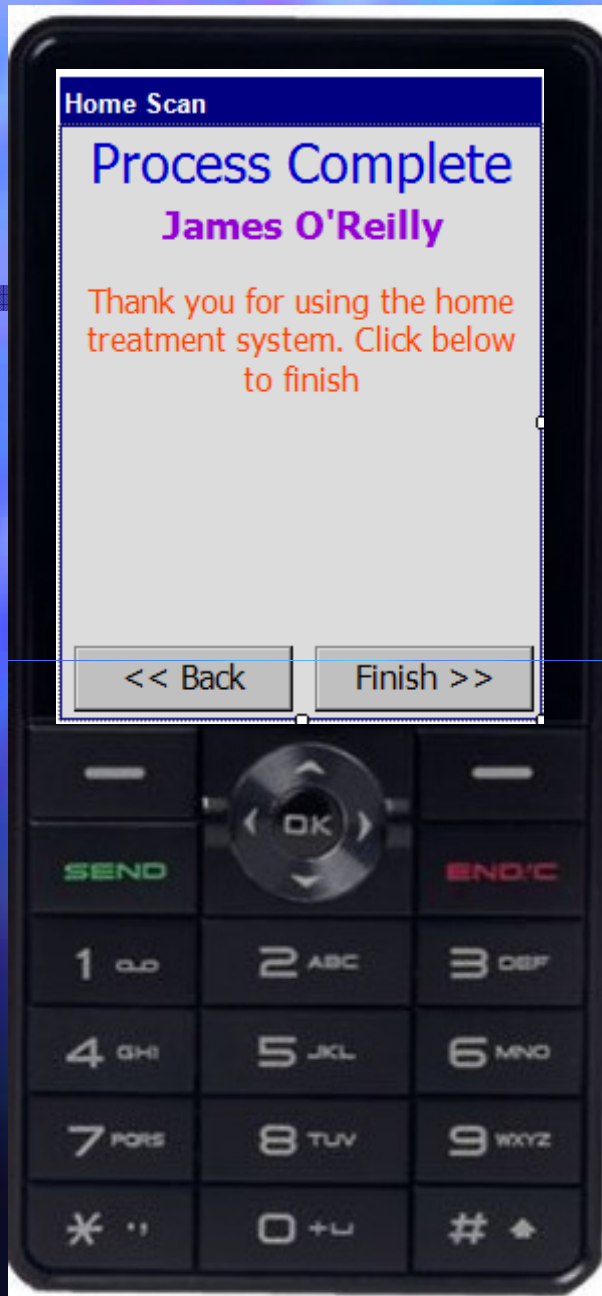 Home Scan
Process Complete
James O'Reilly
Thank you for using the home
treatment system. Click below
to finish
<< Back
Finish >>
OK
SEND
END/C
1
2 ABC
3 DEF
4 GHI
5 JKL
6 MNO
7 PQRS
8 TUV
9 WXYZ
* .,
0 +
#